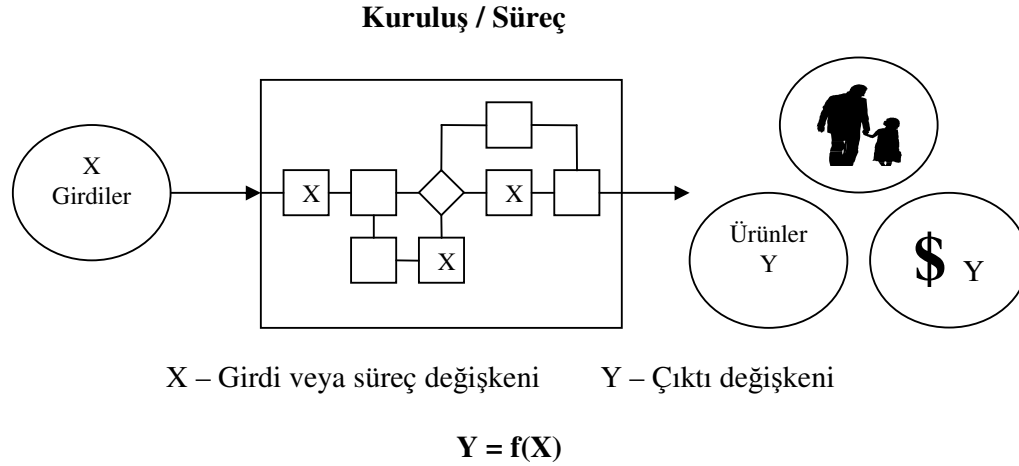 Kuruluş / Süreç
X
Girdiler
X
X
X
Ürünler
Y
$ Y
X – Girdi veya süreç değişkeni Y – Çıktı değişkeni
Y = f(X)